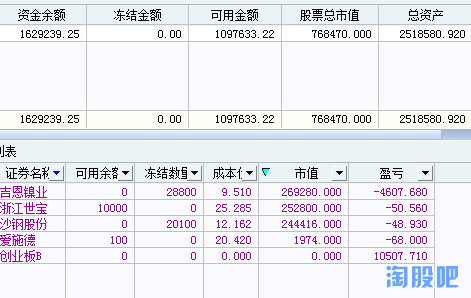 资金余额 冻结金额 可用金额 股票总市值 总资产
1629239.25 0.00 1097633.22 768470.000 2518580.920
1629239.25 0.00 1097633.22 768470.000 2518580.920
列表
证券名称 可用余额 冻结数量 成本价 市值 盈亏
吉恩镍业 0 28800 9.510 269280.000 -4607.680
浙江世宝 10000 0 25.285 252800.000 -50.560
沙钢股份 0 20100 12.162 244416.000 -48.930
爱施德 100 0 20.420 1974.000 -68.000
创业板B 0 0 0.000 0.000 10507.710
淘股吧